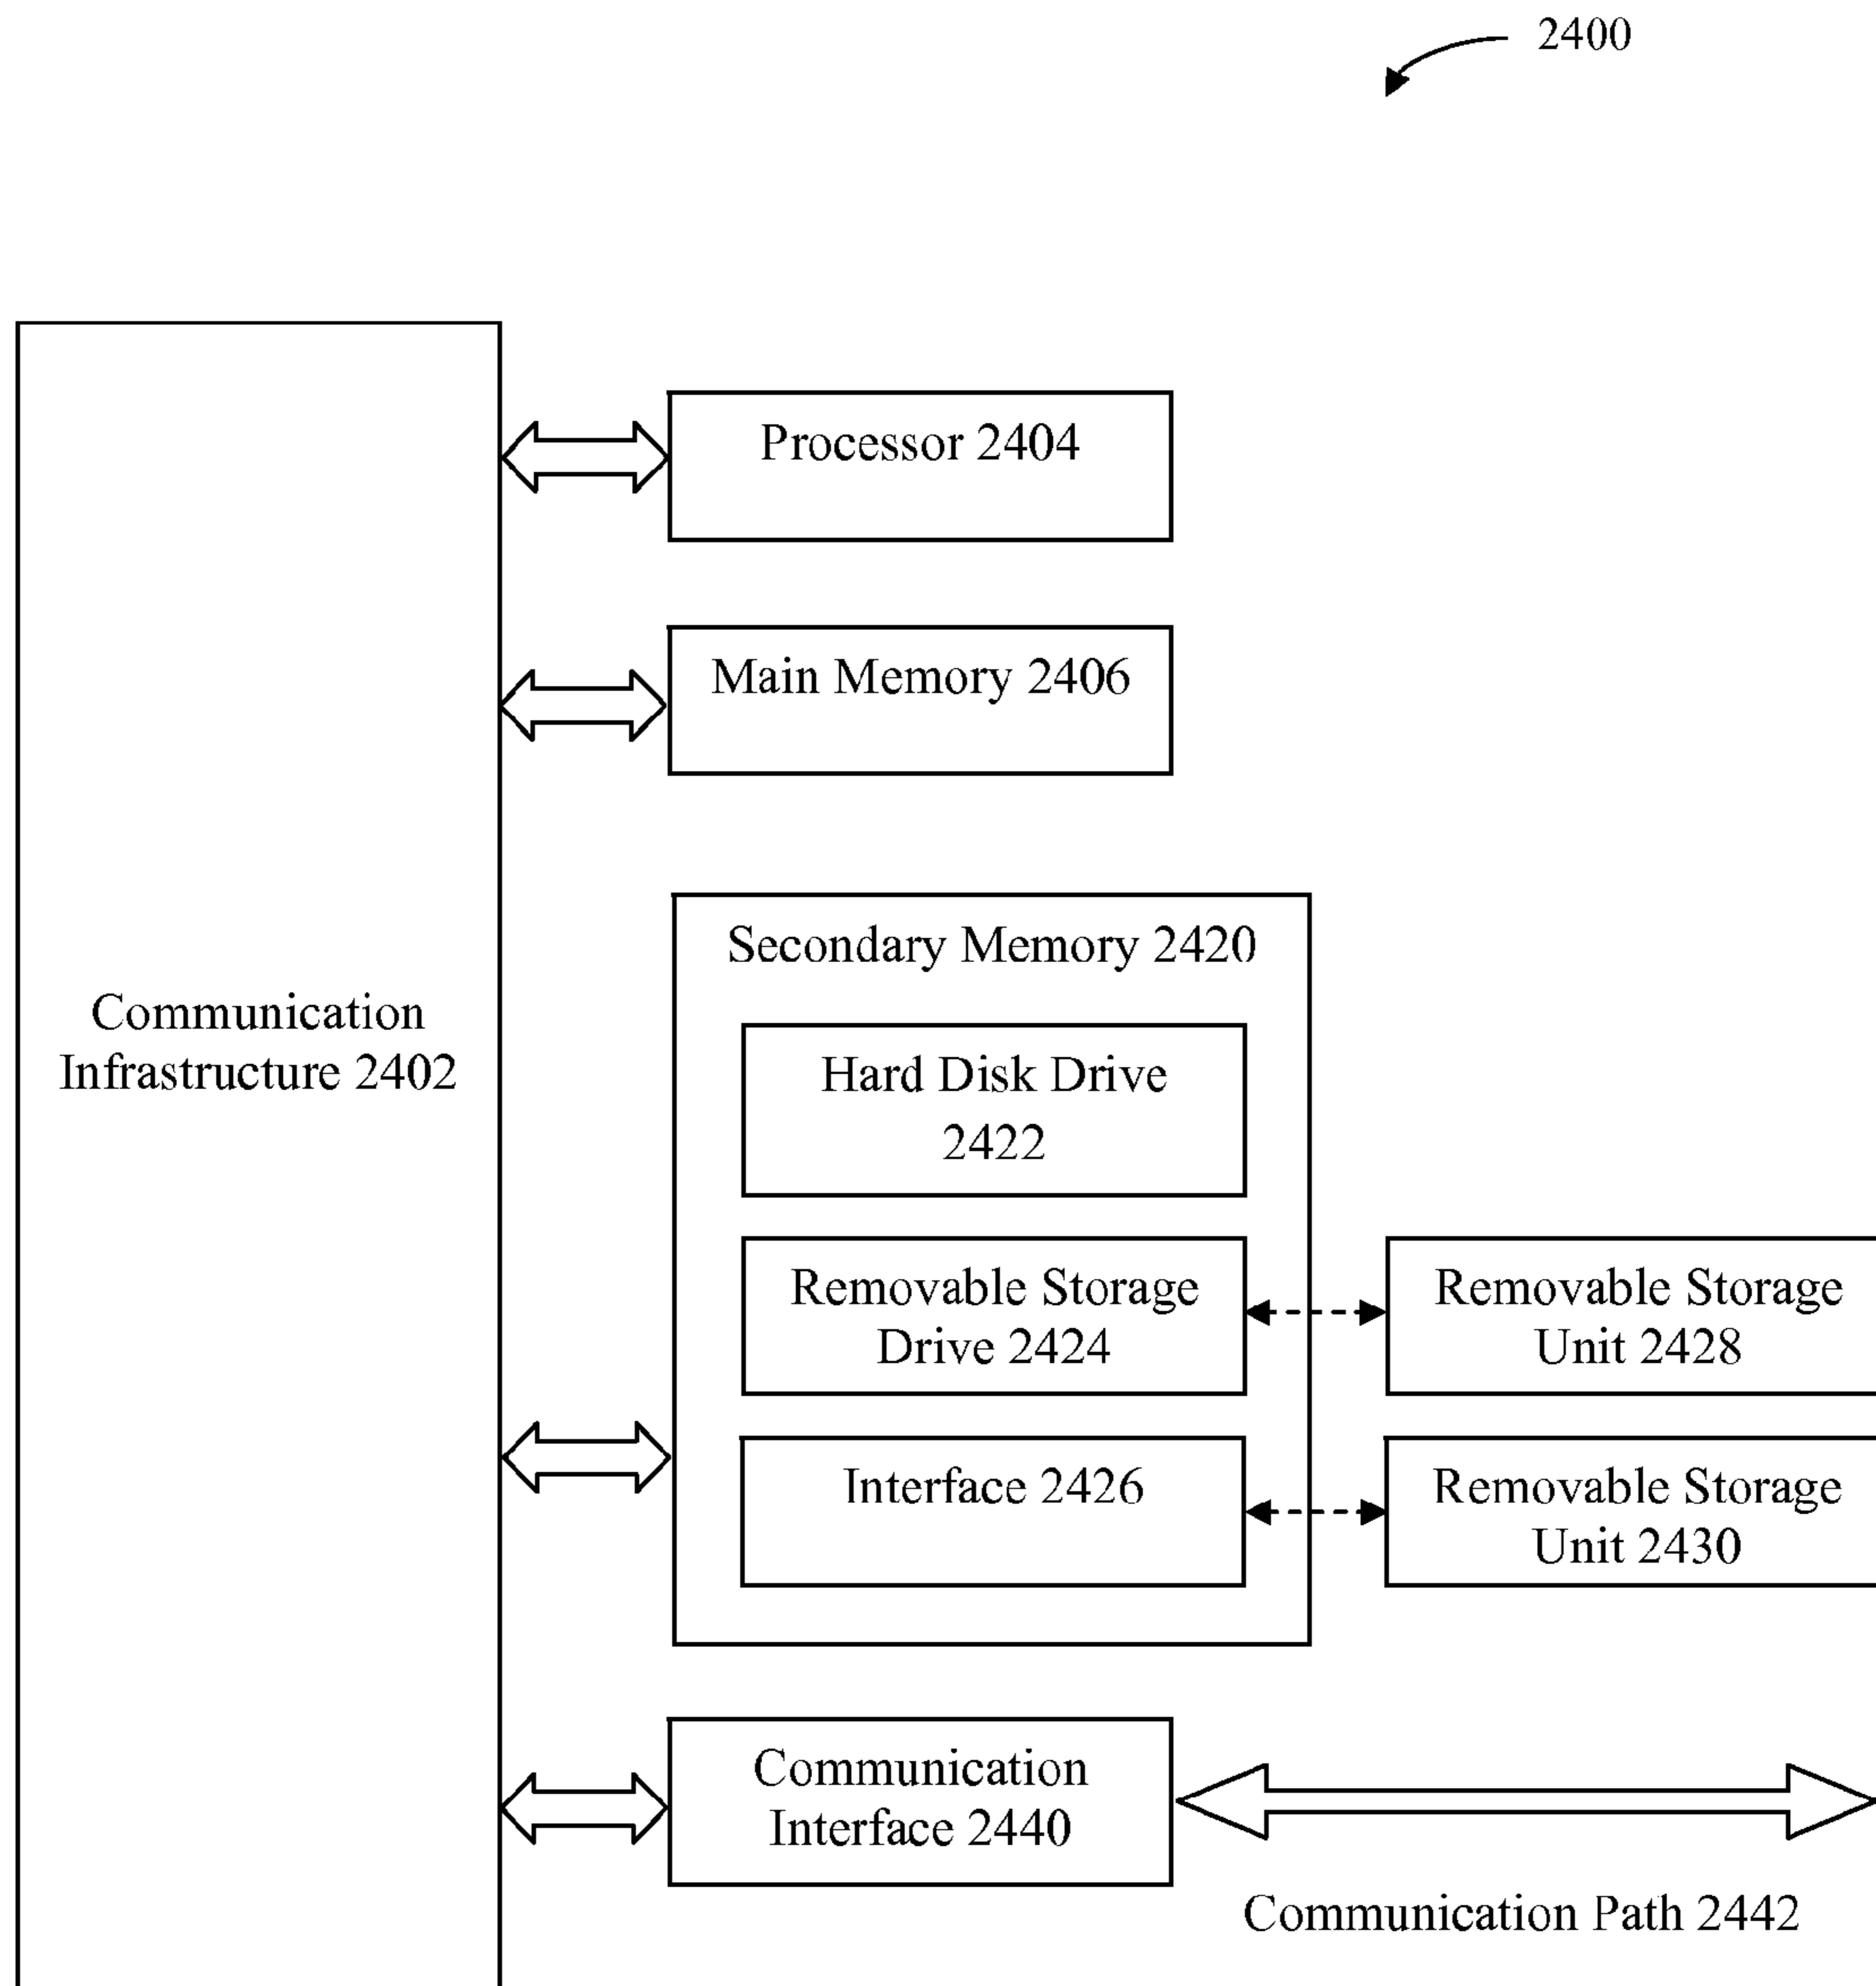 2400
Processor 2404
Main Memory 2406
Communication
Infrastructure 2402
Secondary Memory 2420
Hard Disk Drive
2422
Removable Storage
Drive 2424
Removable Storage
Unit 2428
Interface 2426
Removable Storage
Unit 2430
Communication
Interface 2440
Communication Path 2442